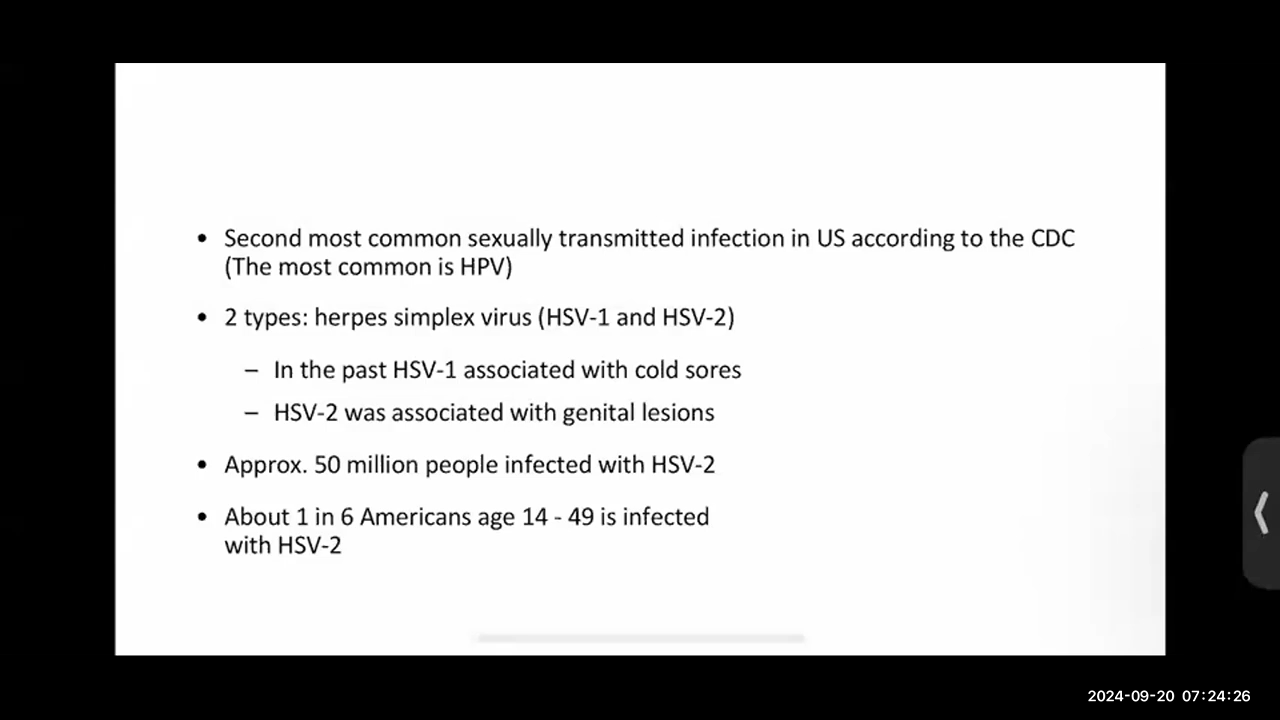 • Second most common sexually transmitted infection in US according to the CDC
(The most common is HPV)
• 2 types: herpes simplex virus (HSV-1 and HSV-2)
– In the past HSV-1 associated with cold sores
– HSV-2 was associated with genital lesions
• Approx. 50 million people infected with HSV-2
• About 1 in 6 Americans age 14 - 49 is infected
with HSV-2
2024-09-20 07:24:26